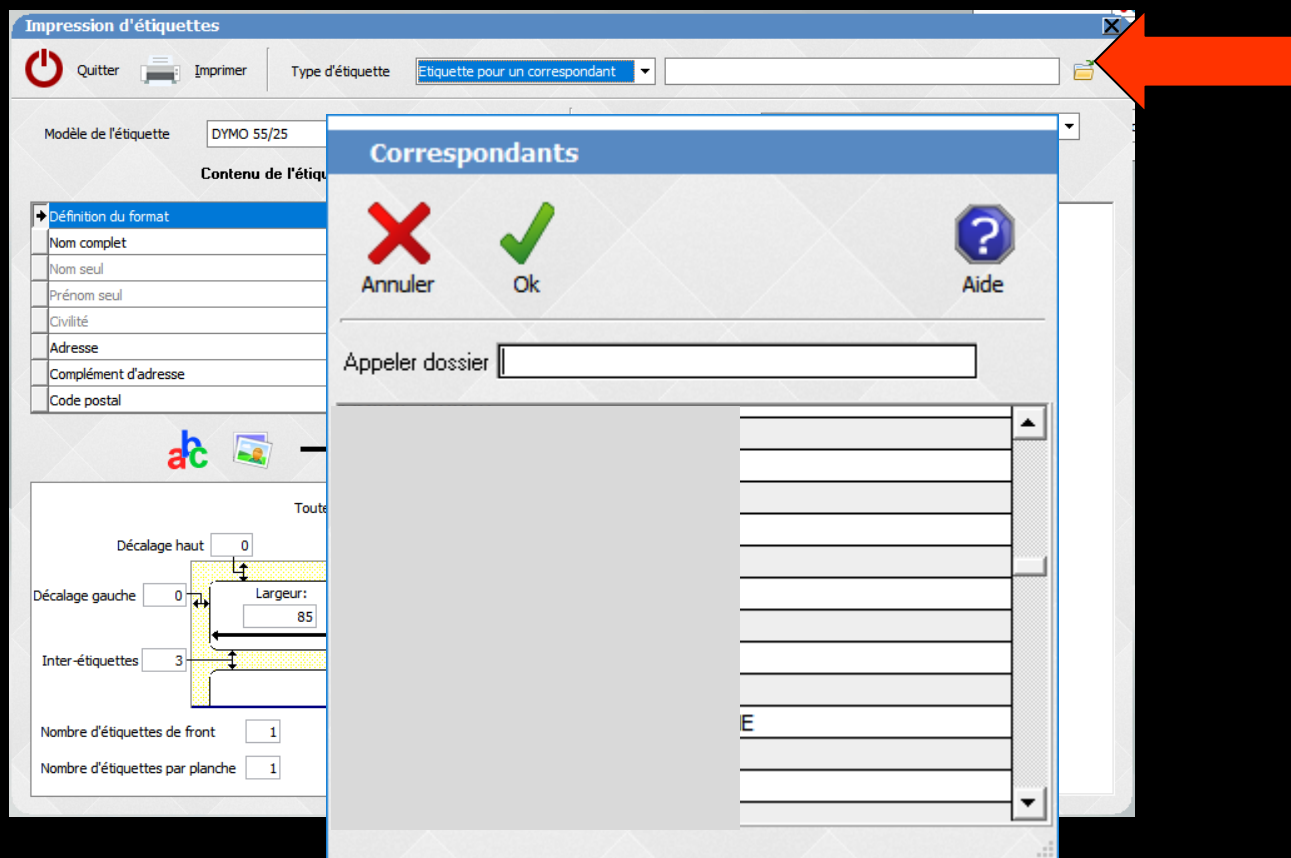 Impression d'étiquettes
Quitter Imprimer Type d'étiquette Etiquette pour un correspondant
Modèle de l'étiquette DYMO 55/25
Contenu de l'étiqu
Définition du format
Nom complet
Nom seul
Prénom seul
Civilité
Adresse
Complément d'adresse
Code postal
abc
Toute
Décalage haut 0
Décalage gauche 0 Largeur:
85
Inter-étiquettes 3
Nombre d'étiquettes de front 1
Nombre d'étiquettes par planche 1
Correspondants
Annuler Ok ? Aide
Appeler dossier
E